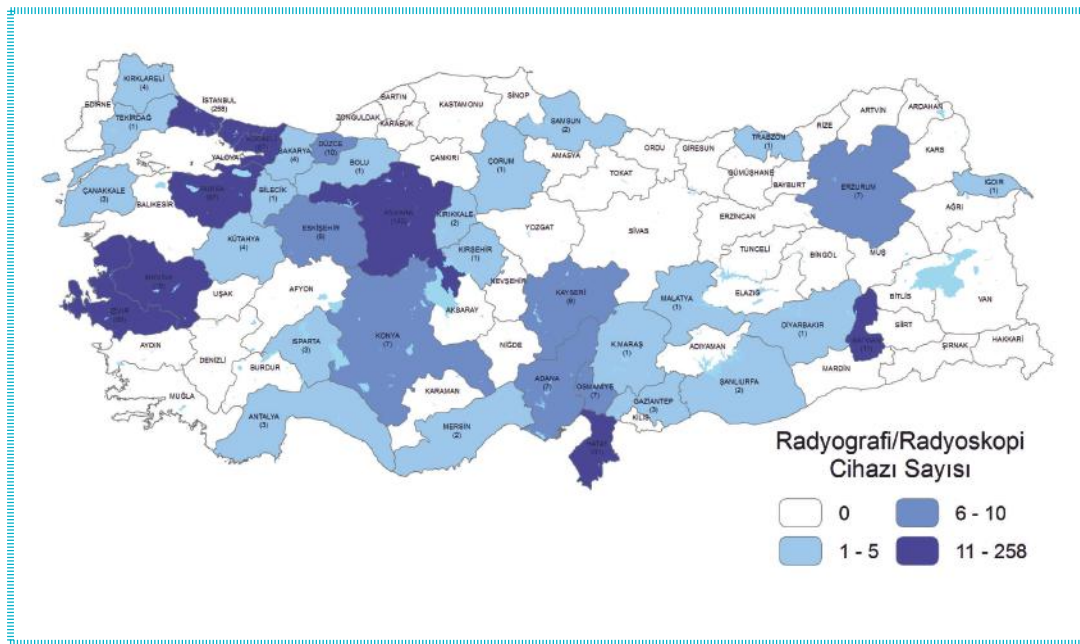 KIRKLARELİ
(4)
EDİRNE
TEKİRDAĞ
(1)
İSTANBUL
(258)
YALOVA
SAKARYA
(4)
DÜZCE
(10)
ZONGULDAK
BARTIN
KARABÜK
KASTAMONU
SİNOP
SAMSUN
(2)
BOLU
(1)
ÇANKIRI
ÇORUM
(1)
AMASYA
ORDU
GİRESUN
TRABZON
(1)
RİZE
ARTVİN
ARDAHAN
KARS
TOKAT
GÜMÜŞHANE
BAYBURT
ERZURUM
(7)
IĞDIR
(1)
AĞRI
ÇANAKKALE
(3)
BALIKESİR
BİLECİK
(1)
ESKİŞEHİR
KÜTAHYA
(4)
ANKARA
KIRIKKALE
(2)
KIRŞEHİR
(1)
YOZGAT
SİVAS
ERZİNCAN
TUNCELİ
BİNGÖL
MUŞ
MANİSA
İZMİR
UŞAK
AFYON
NEVŞEHİR
KAYSERİ
AKSARAY
MALATYA
(1)
ELAZIĞ
BİTLİS
VAN
AYDIN
DENİZLİ
ISPARTA
BURDUR
KONYA
(7)
NİĞDE
K.MARAŞ
(1)
ADIYAMAN
DİYARBAKIR
(1)
BATMAN
SİİRT
ŞIRNAK
HAKKARİ
MARDİN
MUĞLA
ANTALYA
(3)
KARAMAN
MERSİN
(2)
ADANA
(7)
OSMANİYE
(7)
GAZİANTEP
(3)
KİLİS
ŞANLIURFA
(2)
HATAY
Radyografi/Radyoskopi
Cihazı Sayısı
0
6 - 10
1 - 5
11 - 258